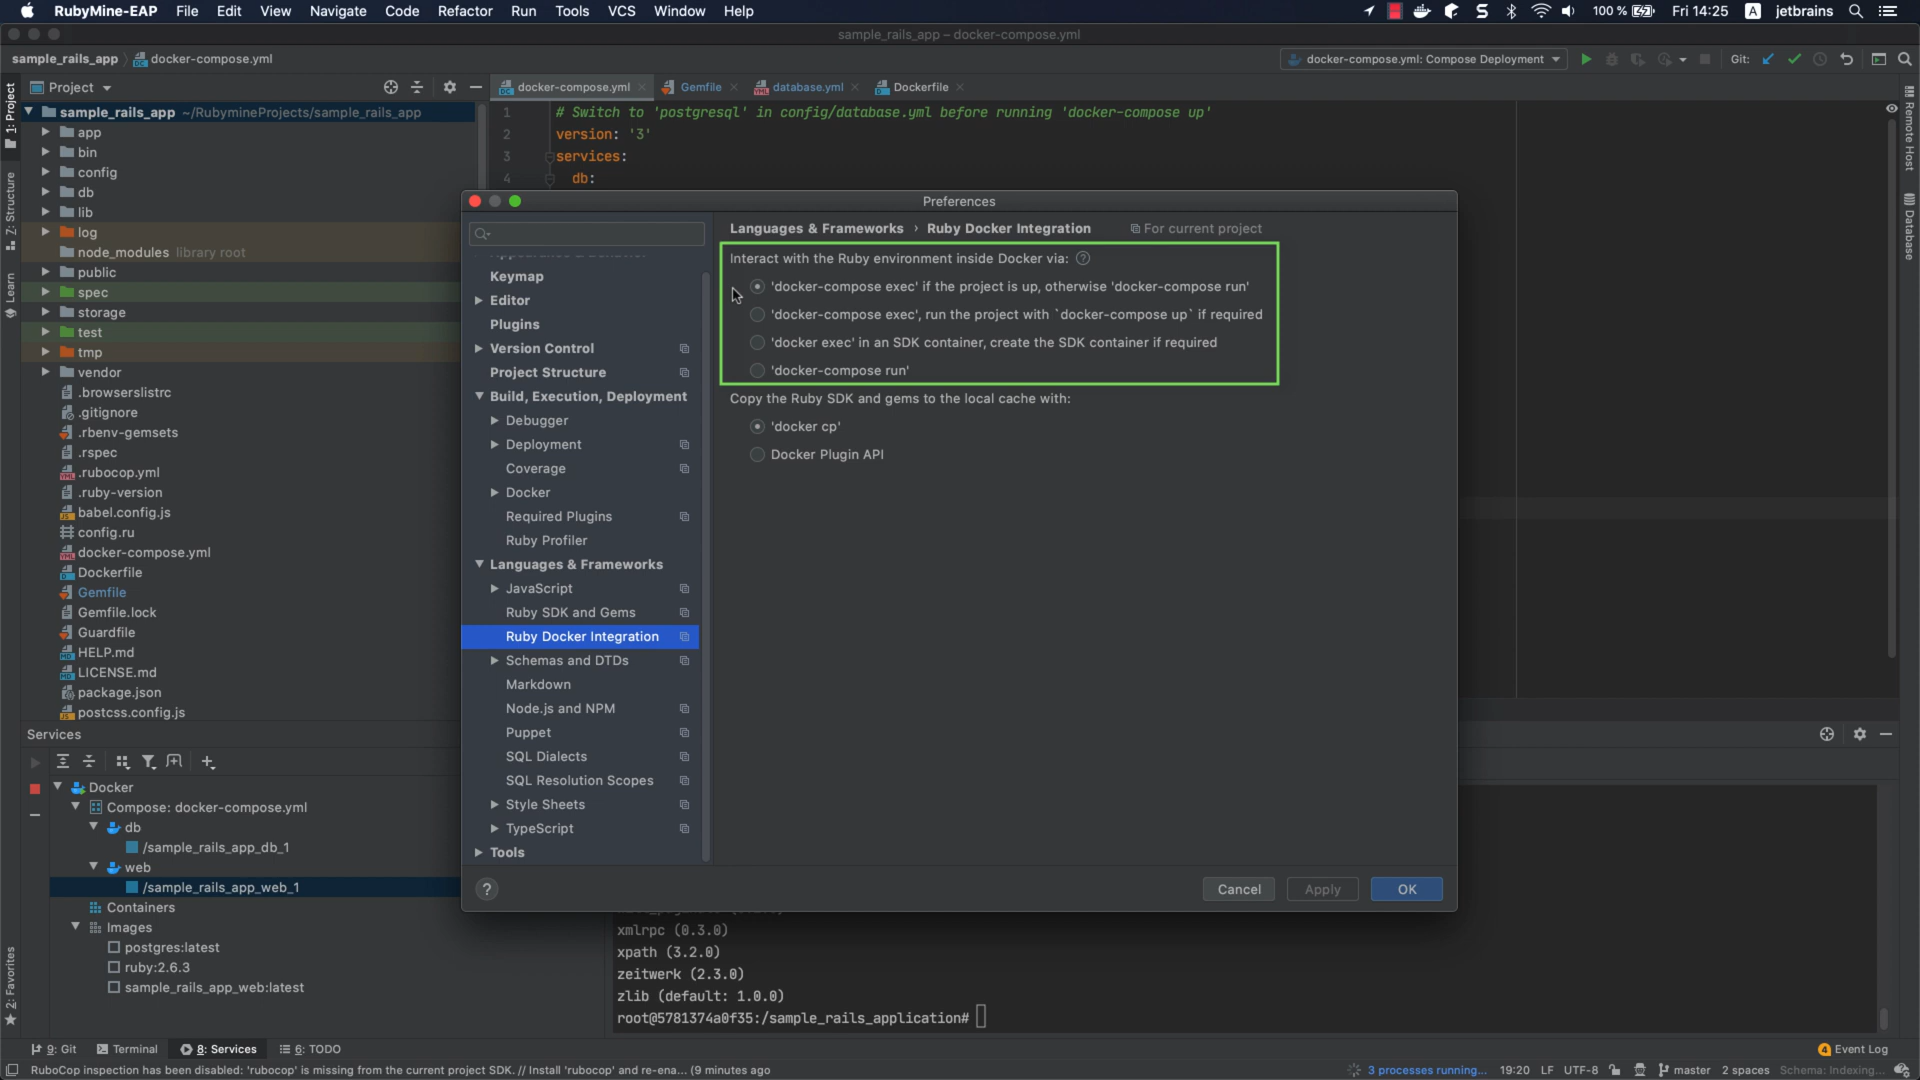 RubyMine-EAP File Edit View Navigate Code Refactor Run Tools VCS Window Help
100 % Fri 14:25 A jetbrains
sample_rails_app – docker-compose.yml
sample_rails_app docker-compose.yml
docker-compose.yml: Compose Deployment
Git:
Project
docker-compose.yml Gemfile database.yml Dockerfile
1: Project
Z: Structure
Learn
2: Favorites
Remote Host
Database
sample_rails_app ~/RubymineProjects/sample_rails_app
app
bin
config
db
lib
log
node_modules library root
public
spec
storage
test
tmp
vendor
.browserslistrc
.gitignore
.rbenv-gemsets
.rspec
.rubocop.yml
.ruby-version
babel.config.js
config.ru
docker-compose.yml
Dockerfile
Gemfile
Gemfile.lock
Guardfile
HELP.md
LICENSE.md
package.json
postcss.config.js
1 # Switch to 'postgresql' in config/database.yml before running 'docker-compose up'
2 version: '3'
3 services:
4 db:
Preferences
Keymap
Editor
Plugins
Version Control
Project Structure
Build, Execution, Deployment
Debugger
Deployment
Coverage
Docker
Required Plugins
Ruby Profiler
Languages & Frameworks
JavaScript
Ruby SDK and Gems
Ruby Docker Integration
Schemas and DTDs
Markdown
Node.js and NPM
Puppet
SQL Dialects
SQL Resolution Scopes
Style Sheets
TypeScript
Tools
Languages & Frameworks › Ruby Docker Integration For current project
Interact with the Ruby environment inside Docker via: ?
'docker-compose exec' if the project is up, otherwise 'docker-compose run'
'docker-compose exec', run the project with `docker-compose up` if required
'docker exec' in an SDK container, create the SDK container if required
'docker-compose run'
Copy the Ruby SDK and gems to the local cache with:
'docker cp'
Docker Plugin API
? Cancel Apply OK
Services
Docker
Compose: docker-compose.yml
db
/sample_rails_app_db_1
web
/sample_rails_app_web_1
Containers
Images
postgres:latest
ruby:2.6.3
sample_rails_app_web:latest
xmlrpc (0.3.0)
xpath (3.2.0)
zeitwerk (2.3.0)
zlib (default: 1.0.0)
root@5781374a0f35:/sample_rails_application#
9: Git Terminal 8: Services 6: TODO
4 Event Log
RuboCop inspection has been disabled: 'rubocop' is missing from the current project SDK. // Install 'rubocop' and re-ena... (9 minutes ago
3 processes running... 19:20 LF UTF-8 master 2 spaces Schema: Indexing...